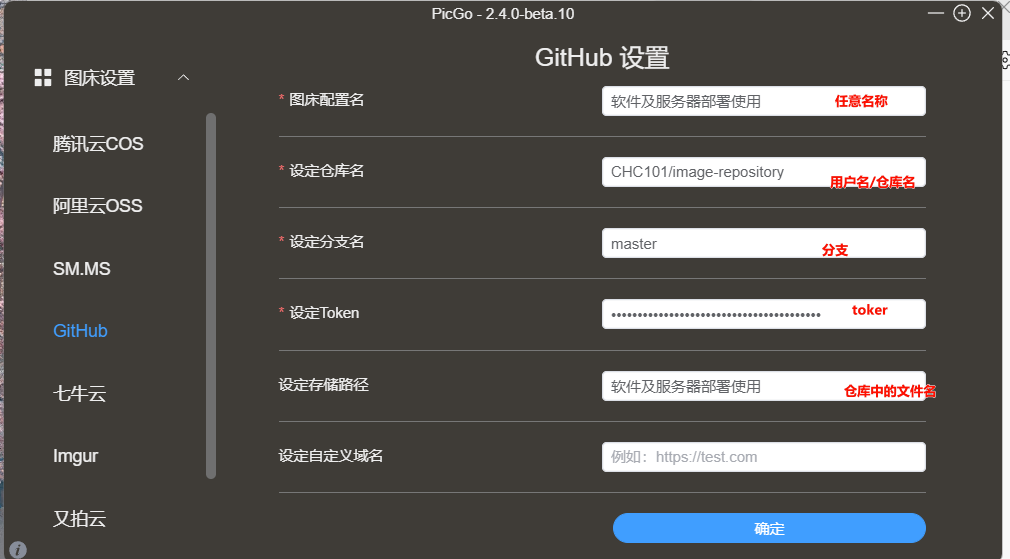 PicGo - 2.4.0-beta.10
GitHub 设置
图床设置
* 图床配置名
软件及服务器部署使用
任意名称
腾讯云COS
* 设定仓库名
CHC101/image-repository
用户名/仓库名
阿里云OSS
* 设定分支名
master
分支
SM.MS
* 设定Token
••••••••••••••••••••••••••••••••••••••••
toker
GitHub
设定存储路径
软件及服务器部署使用
仓库中的文件名
七牛云
设定自定义域名
例如：https://test.com
Imgur
又拍云
确定